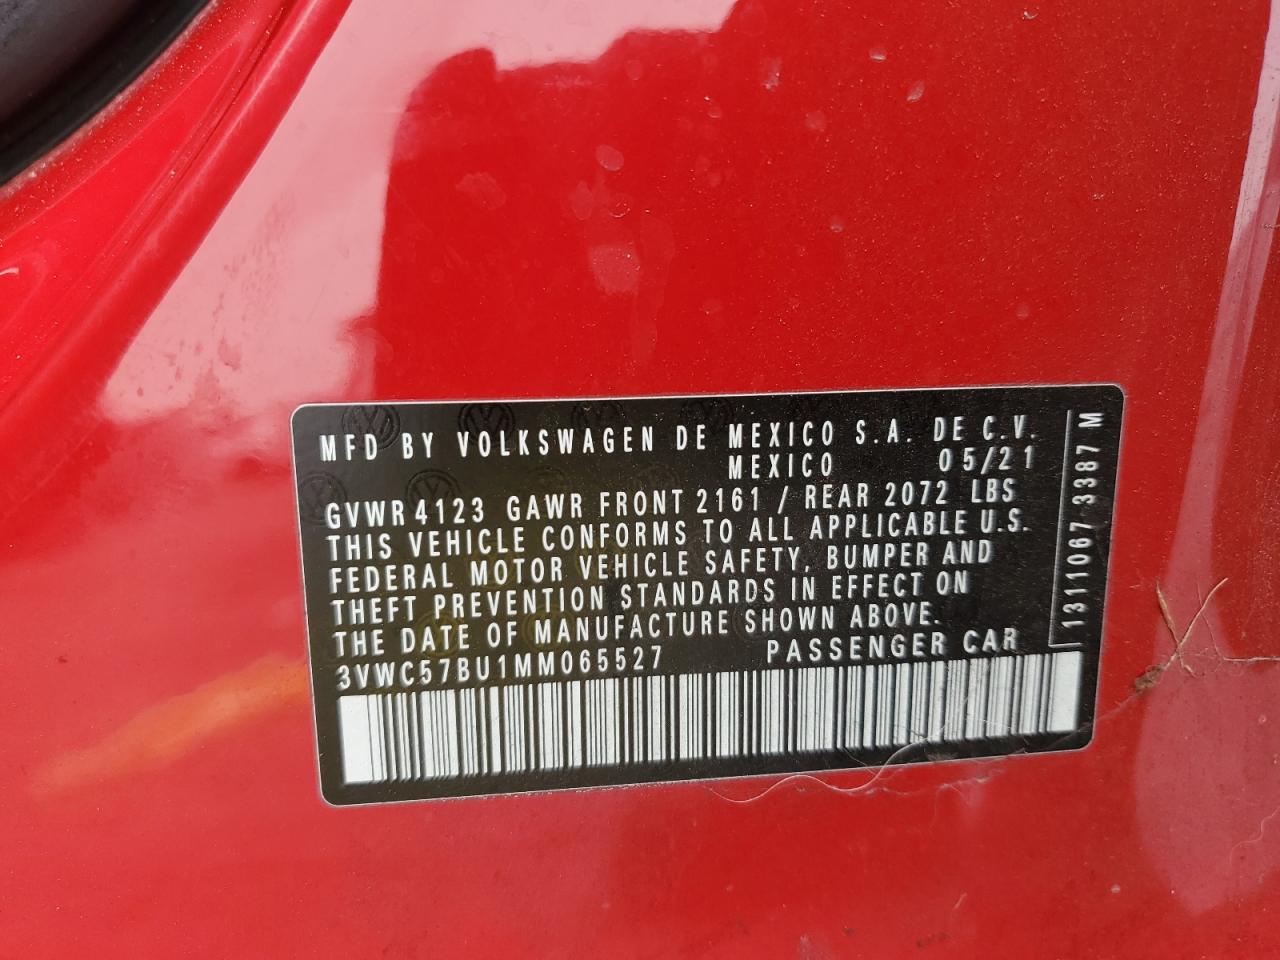 MFD BY VOLKSWAGEN DE MEXICO S.A. DE C.V.
MEXICO 05/21
GVWR 4123 GAWR FRONT 2161 / REAR 2072 LBS
THIS VEHICLE CONFORMS TO ALL APPLICABLE U.S.
FEDERAL MOTOR VEHICLE SAFETY, BUMPER AND
THEFT PREVENTION STANDARDS IN EFFECT ON
THE DATE OF MANUFACTURE SHOWN ABOVE.
3VWC57BU1MM065527 PASSENGER CAR
1311067 3387 M